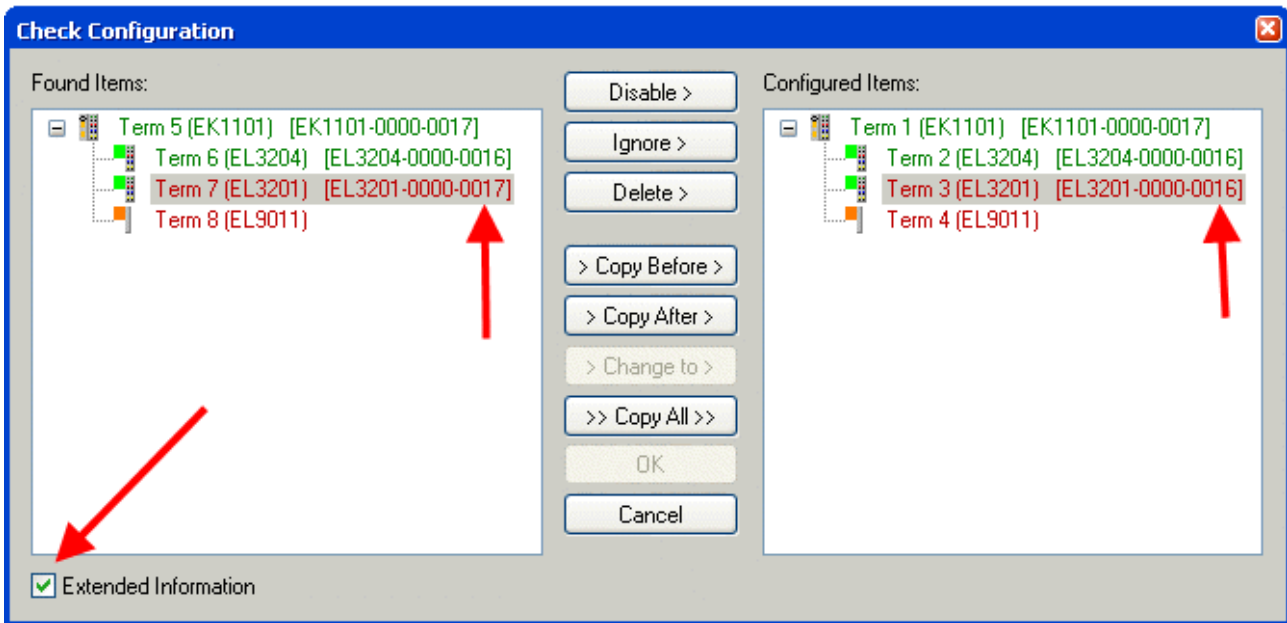 Check Configuration
Found Items:
Term 5 (EK1101) [EK1101-0000-0017]
Term 6 (EL3204) [EL3204-0000-0016]
Term 7 (EL3201) [EL3201-0000-0017]
Term 8 (EL9011)
Disable >
Ignore >
Delete >
> Copy Before >
> Copy After >
> Change to >
>> Copy All >>
OK
Cancel
Configured Items:
Term 1 (EK1101) [EK1101-0000-0017]
Term 2 (EL3204) [EL3204-0000-0016]
Term 3 (EL3201) [EL3201-0000-0016]
Term 4 (EL9011)
Extended Information